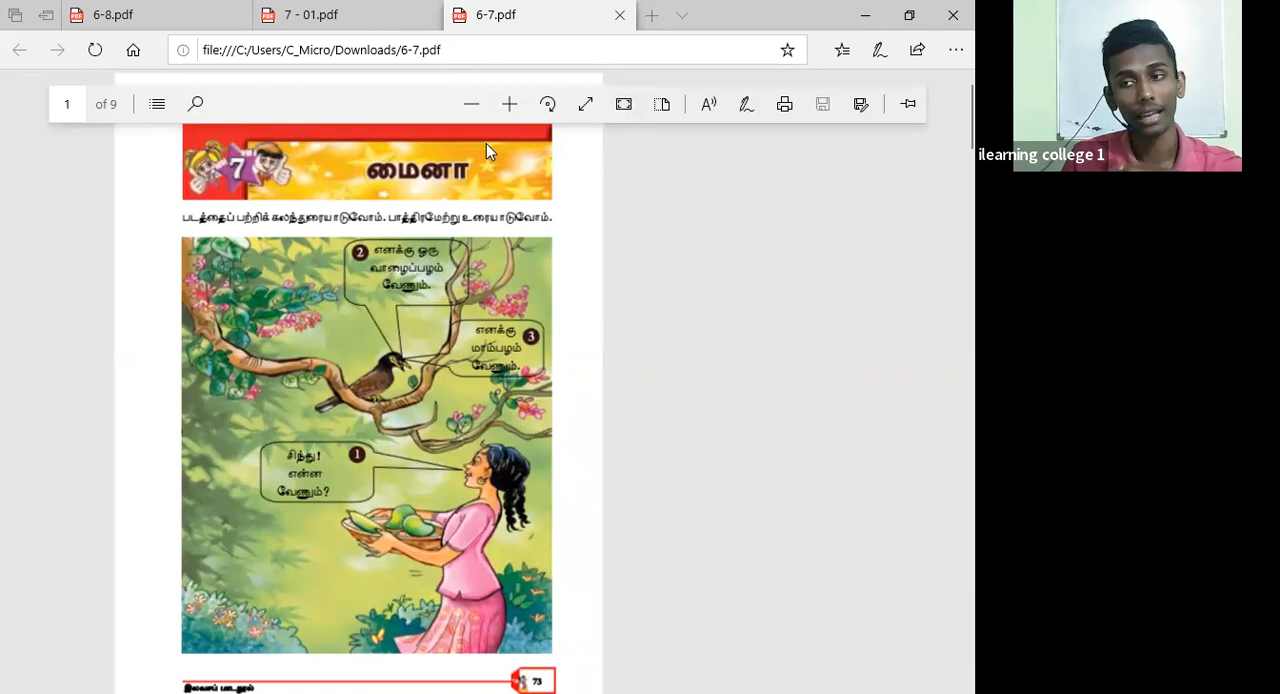 6-8.pdf
7 - 01.pdf
6-7.pdf
file:///C:/Users/C_Micro/Downloads/6-7.pdf
1 of 9
ilearning college 1
7
மைனா
படத்தைப் பற்றிக் கலந்துரையாடுவோம். பாத்திரமேற்று உரையாடுவோம்.
2 எனக்கு ஒரு
வாழைப்பழம்
வேணும்.
எனக்கு 3
மாம்பழம்
வேணும்.
சிந்து! 1
என்ன
வேணும்?
இலவசப் பாடநூல்
73